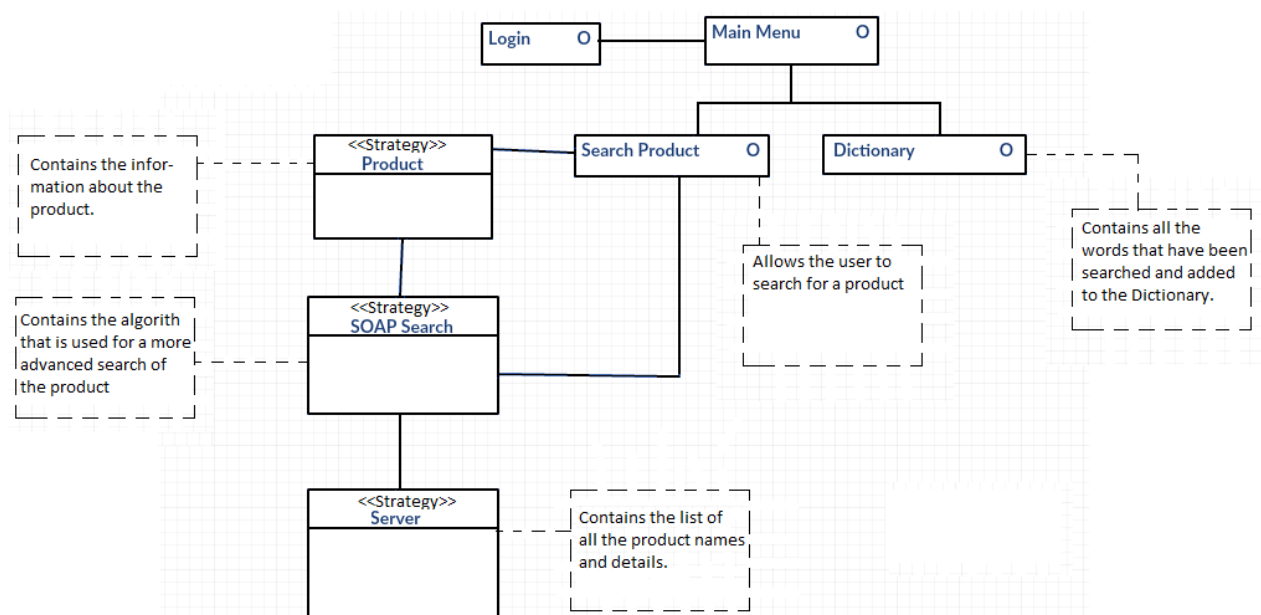 Login O
Main Menu O
<<Strategy>>
Product
Search Product O
Dictionary O
Contains the infor-
mation about the
product.
Contains all the
words that have been
searched and added
to the Dictionary.
Allows the user to
search for a product
<<Strategy>>
SOAP Search
Contains the algorith
that is used for a more
advanced search of
the product
<<Strategy>>
Server
Contains the list of
all the product names
and details.